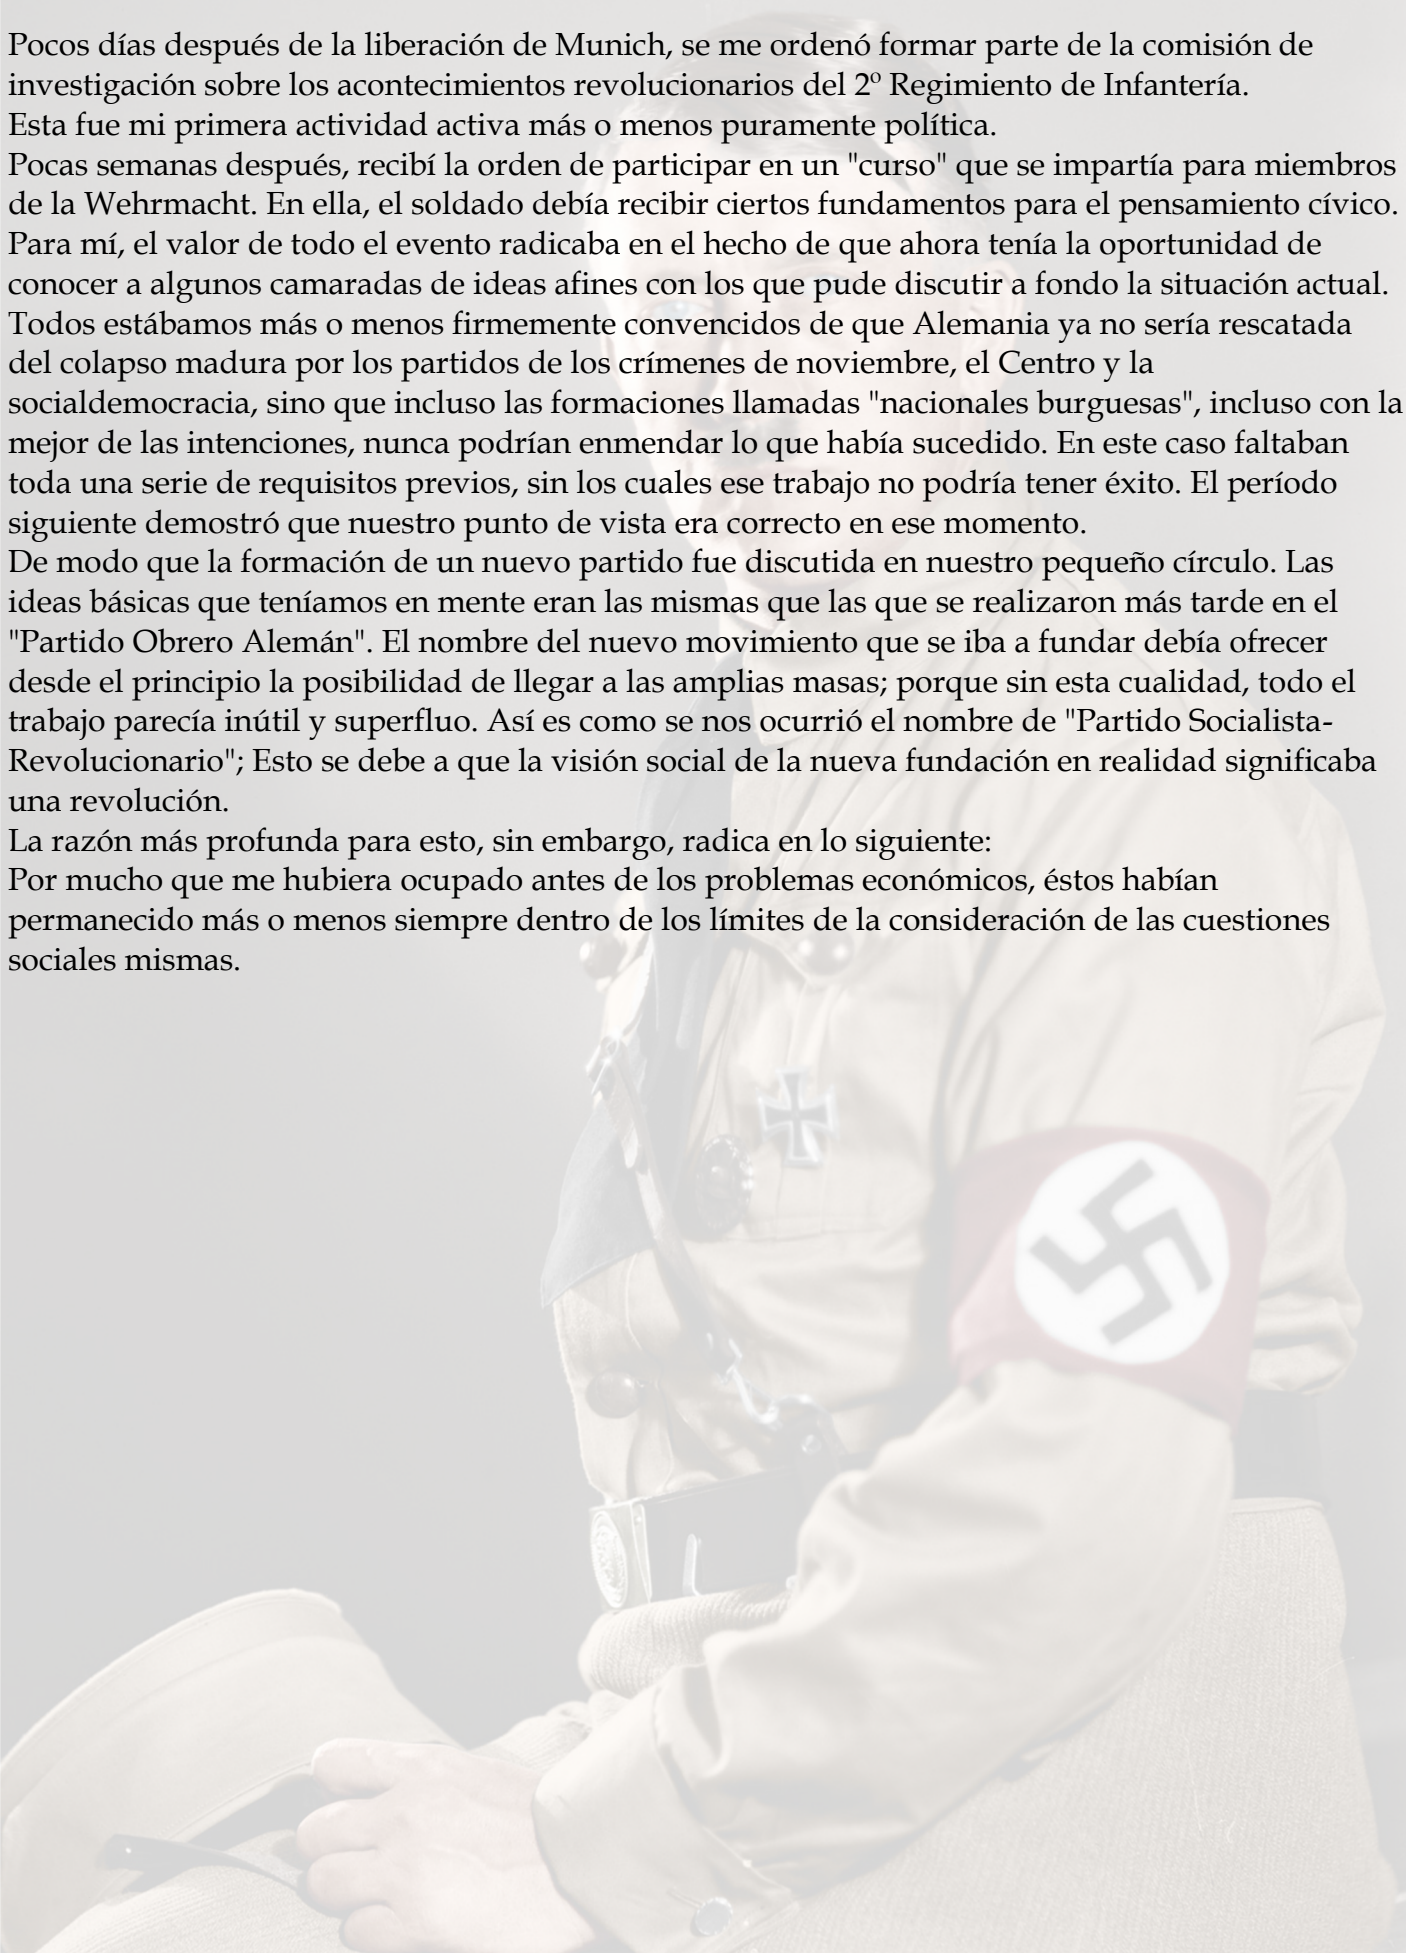 Pocos días después de la liberación de Munich, se me ordenó formar parte de la comisión de
investigación sobre los acontecimientos revolucionarios del 2º Regimiento de Infantería.
Esta fue mi primera actividad activa más o menos puramente política.
Pocas semanas después, recibí la orden de participar en un "curso" que se impartía para miembros
de la Wehrmacht. En ella, el soldado debía recibir ciertos fundamentos para el pensamiento cívico.
Para mí, el valor de todo el evento radicaba en el hecho de que ahora tenía la oportunidad de
conocer a algunos camaradas de ideas afines con los que pude discutir a fondo la situación actual.
Todos estábamos más o menos firmemente convencidos de que Alemania ya no sería rescatada
del colapso madura por los partidos de los crímenes de noviembre, el Centro y la
socialdemocracia, sino que incluso las formaciones llamadas "nacionales burguesas", incluso con la
mejor de las intenciones, nunca podrían enmendar lo que había sucedido. En este caso faltaban
toda una serie de requisitos previos, sin los cuales ese trabajo no podría tener éxito. El período
siguiente demostró que nuestro punto de vista era correcto en ese momento.
De modo que la formación de un nuevo partido fue discutida en nuestro pequeño círculo. Las
ideas básicas que teníamos en mente eran las mismas que las que se realizaron más tarde en el
"Partido Obrero Alemán". El nombre del nuevo movimiento que se iba a fundar debía ofrecer
desde el principio la posibilidad de llegar a las amplias masas; porque sin esta cualidad, todo el
trabajo parecía inútil y superfluo. Así es como se nos ocurrió el nombre de "Partido Socialista-
Revolucionario"; Esto se debe a que la visión social de la nueva fundación en realidad significaba
una revolución.
La razón más profunda para esto, sin embargo, radica en lo siguiente:
Por mucho que me hubiera ocupado antes de los problemas económicos, éstos habían
permanecido más o menos siempre dentro de los límites de la consideración de las cuestiones
sociales mismas.